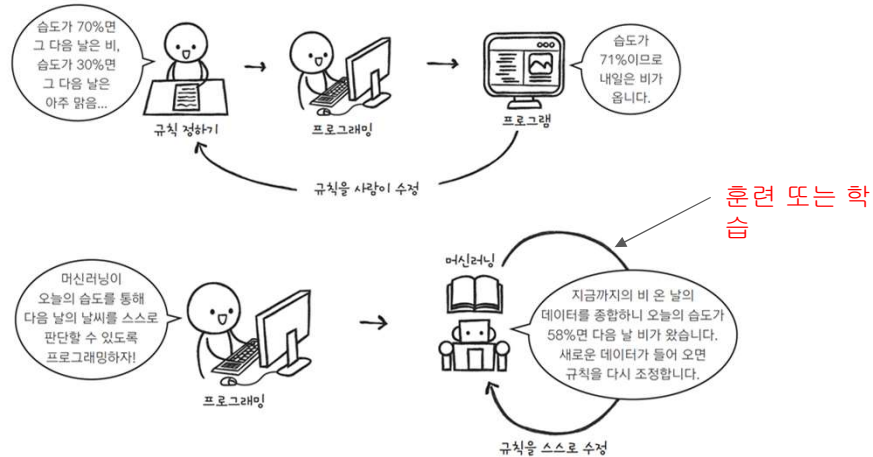 습도가 70%면
그 다음 날은 비,
습도가 30%면
그 다음 날은
아주 맑음...
습도가
71%이므로
내일은 비가
옵니다.
규칙 정하기
프로그래밍
프로그램
규칙을 사람이 수정
훈련 또는 학
습
머신러닝이
오늘의 습도를 통해
다음 날의 날씨를 스스로
판단할 수 있도록
프로그래밍하자!
프로그래밍
머신러닝
지금까지의 비 온 날의
데이터를 종합하니 오늘의 습도가
58%면 다음 날 비가 왔습니다.
새로운 데이터가 들어 오면
규칙을 다시 조정합니다.
규칙을 스스로 수정